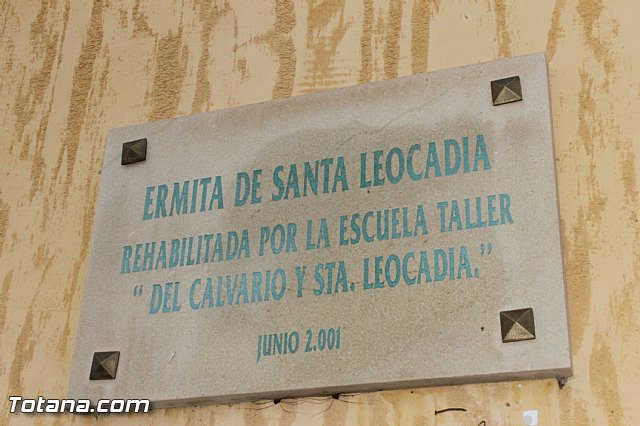 ERMITA DE SANTA LEOCADIA
REHABILITADA POR LA ESCUELA TALLER
“ DEL CALVARIO Y STA. LEOCADIA.”
JUNIO 2.001
Totana.com